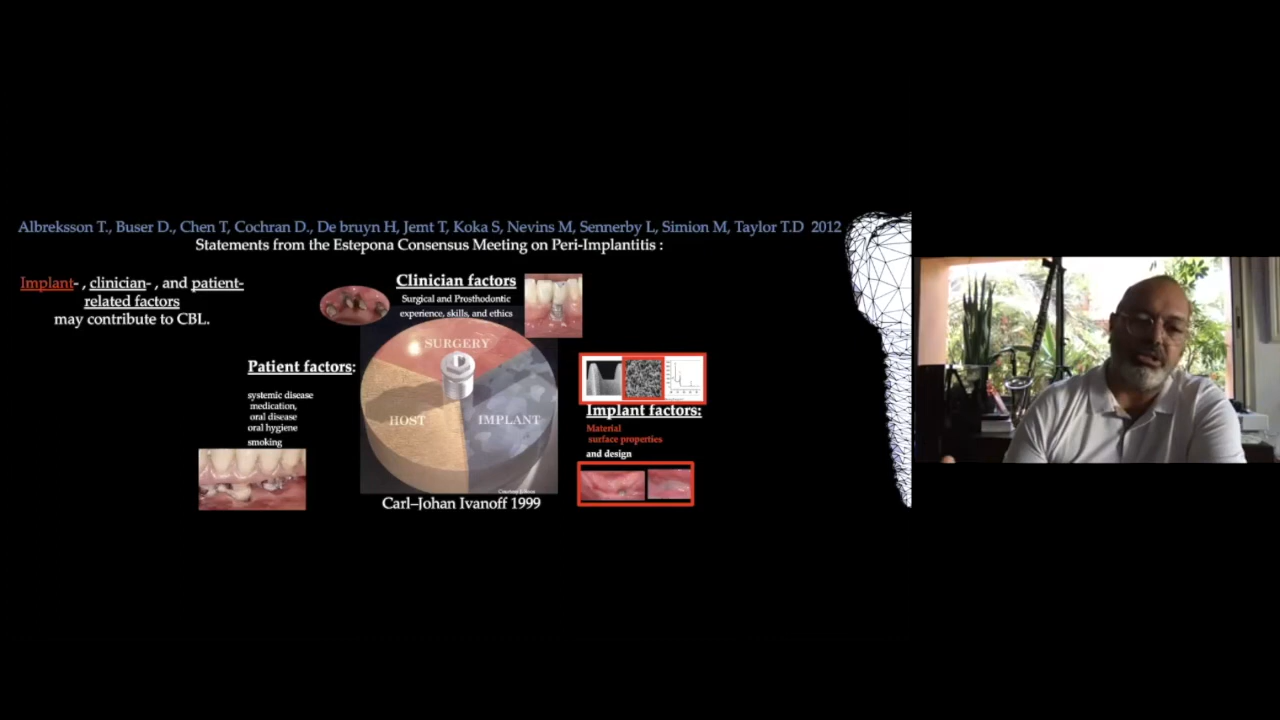 Albreksson T., Buser D., Chen T, Cochran D., De bruyn H, Jemt T, Koka S, Nevins M, Sennerby L, Simion M, Taylor T.D 2012
Statements from the Estepona Consensus Meeting on Peri-Implantitis :
Implant- , clinician- , and patient-
related factors
may contribute to CBL.
Clinician factors
Surgical and Prosthodontic
experience, skills, and ethics
SURGERY
HOST
IMPLANT
Patient factors:
systemic disease
medication,
oral disease
oral hygiene
smoking
Implant factors:
Material
surface properties
and design
Carl–Johan Ivanoff 1999